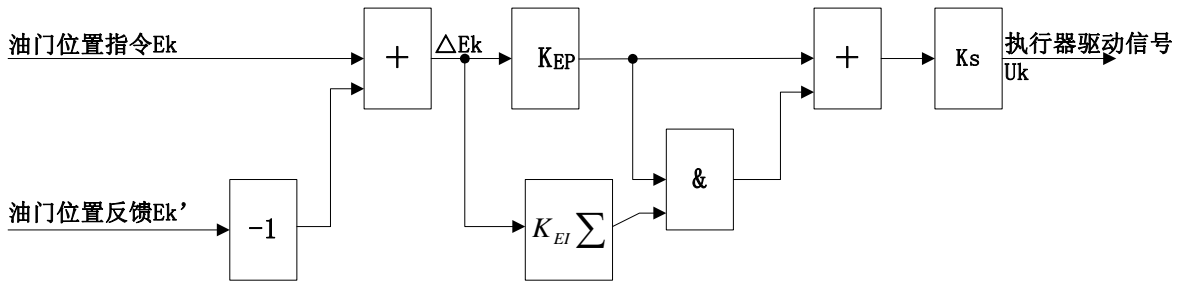 油门位置指令Ek
+
△Ek
KEP
+
Ks
执行器驱动信号
Uk
&
油门位置反馈Ek’
-1
KEI∑